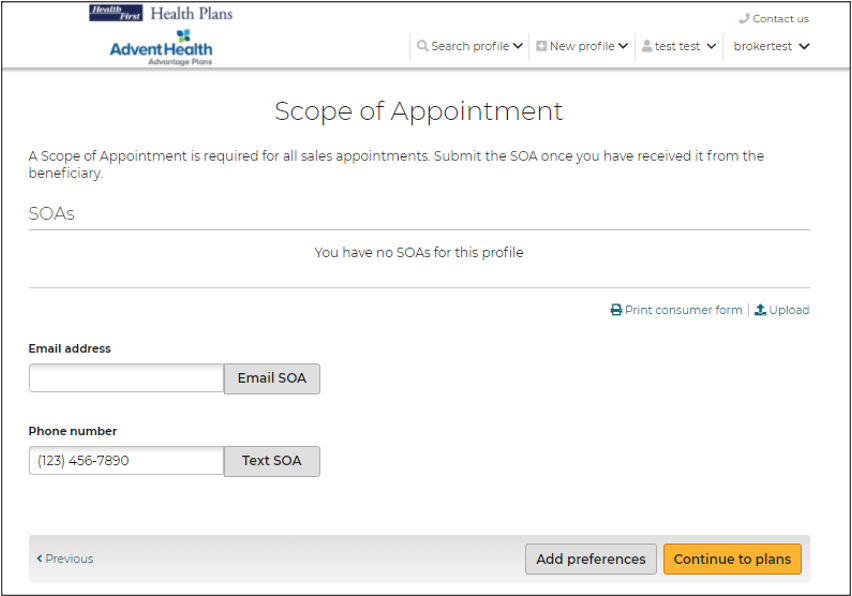 Health First Health Plans
Contact us
AdventHealth
Advantage Plans
Search profile New profile test test brokertest
Scope of Appointment
A Scope of Appointment is required for all sales appointments. Submit the SOA once you have received it from the
beneficiary.
SOAs
You have no SOAs for this profile
Print consumer form | Upload
Email address
Email SOA
Phone number
(123) 456-7890 Text SOA
Previous Add preferences Continue to plans